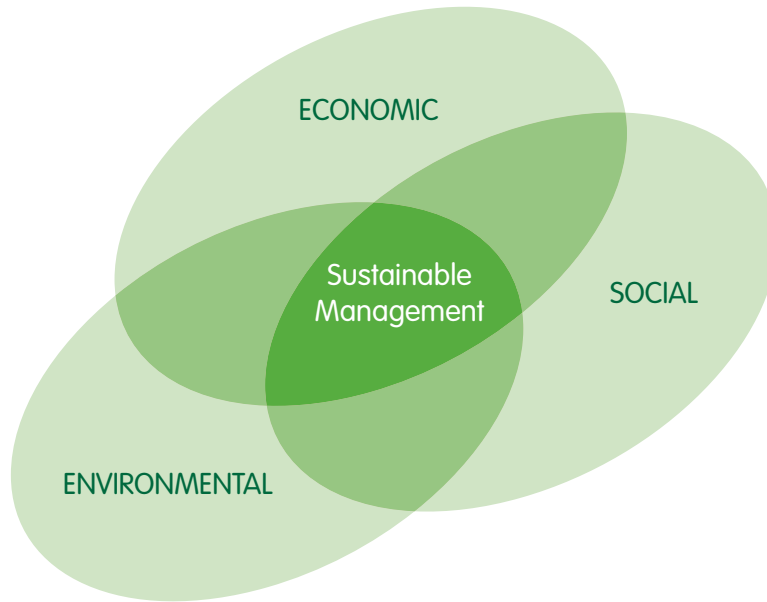 ECONOMIC
Sustainable
Management
SOCIAL
ENVIRONMENTAL